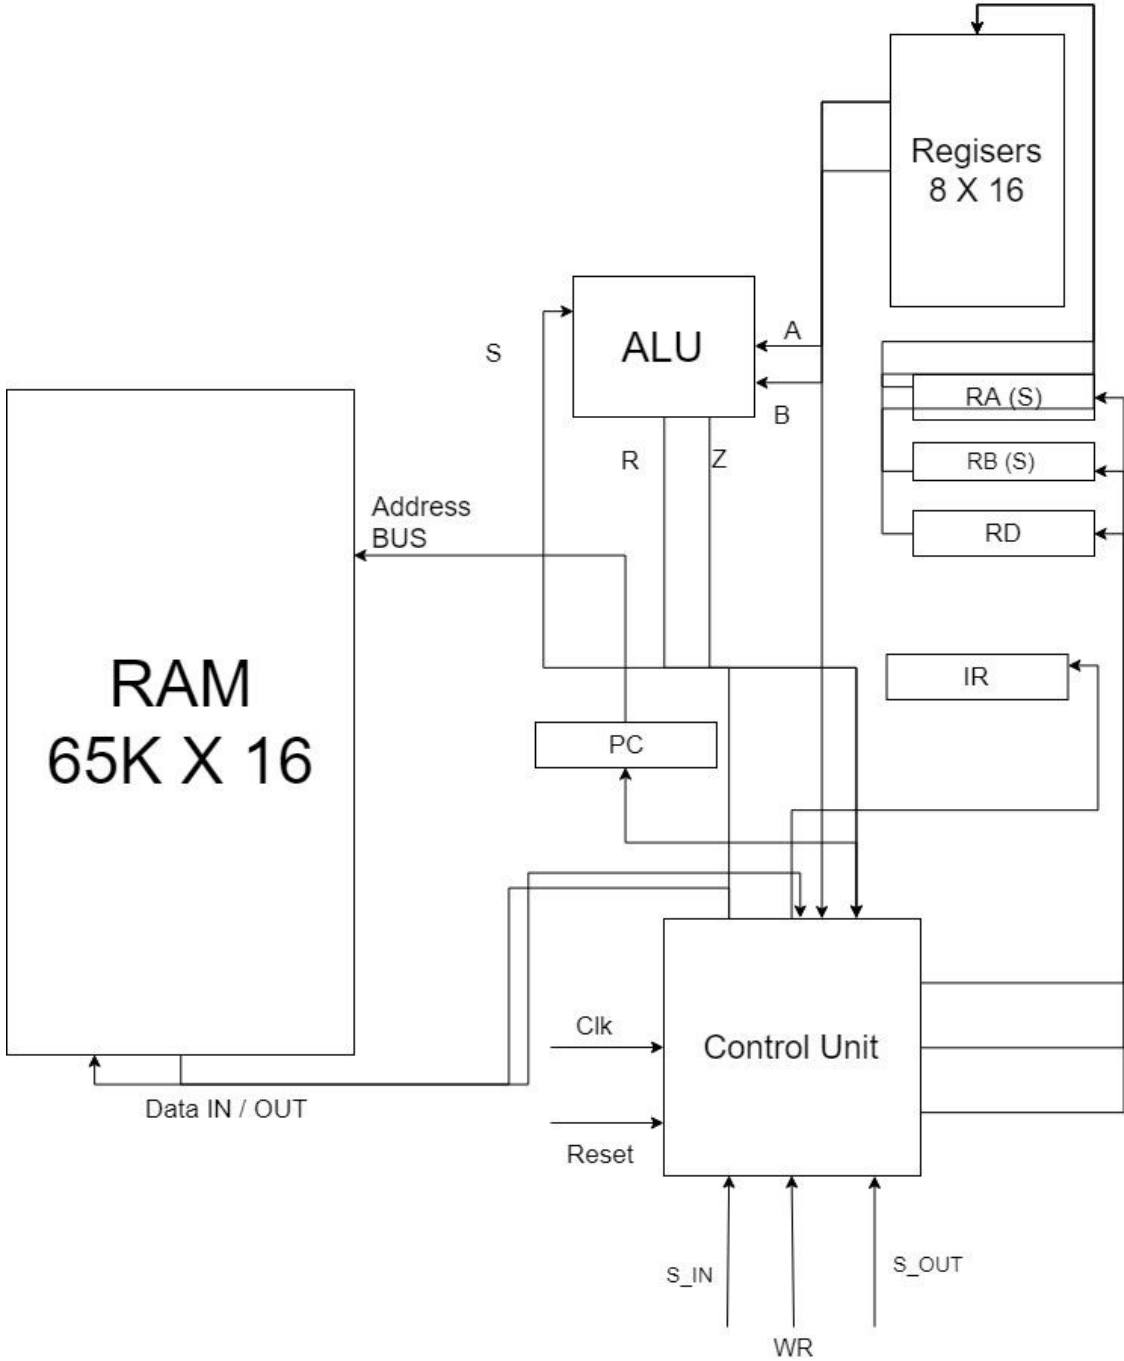 Regisers
8 X 16
ALU
A
B
S
R
Z
RA (S)
RB (S)
RD
Address
BUS
RAM
65K X 16
IR
PC
Control Unit
Clk
Reset
Data IN / OUT
S_IN
WR
S_OUT